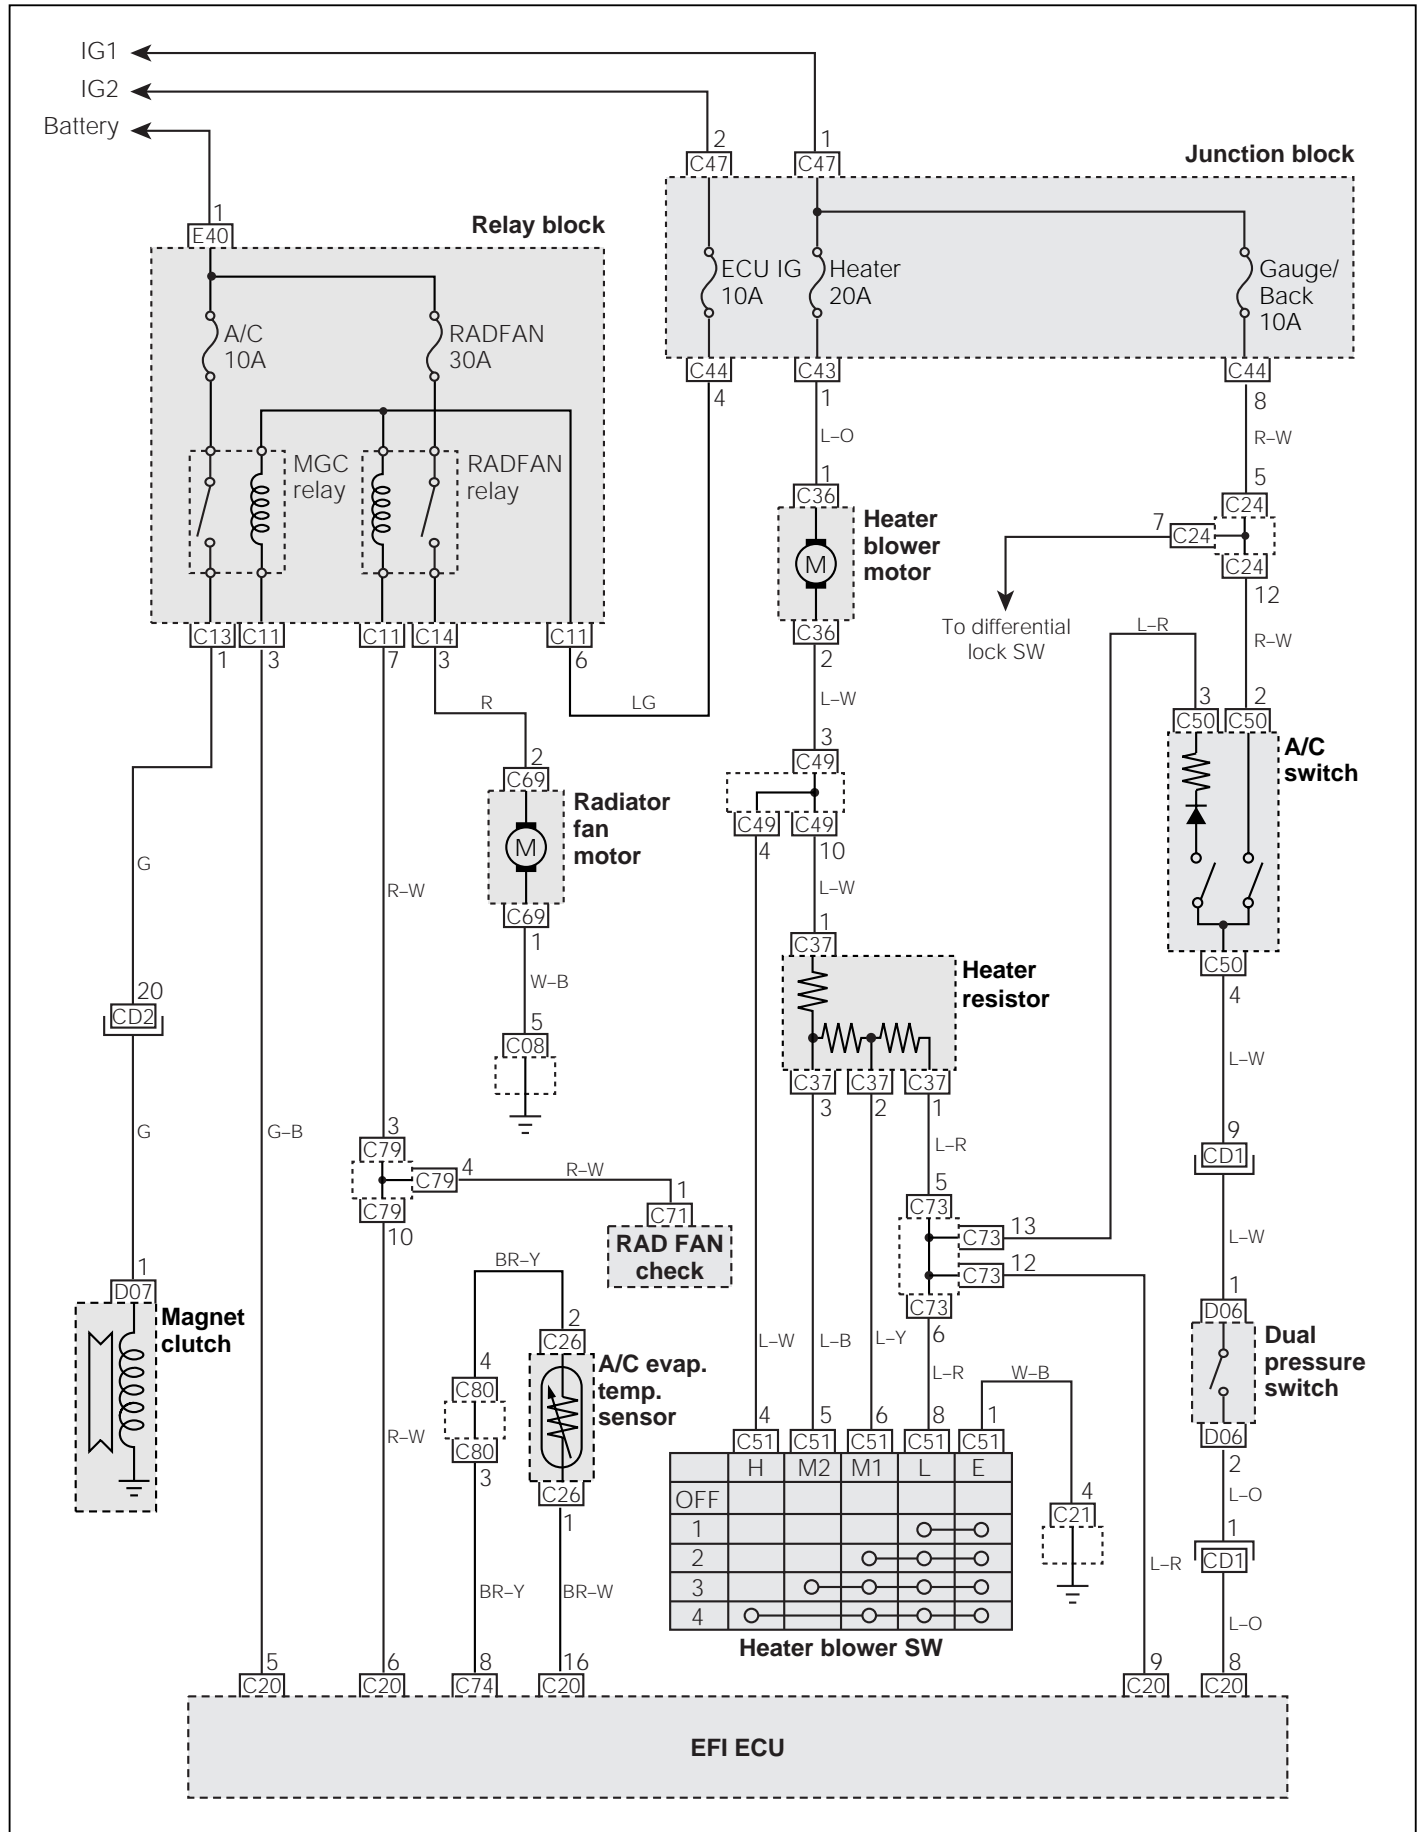 IG1
IG2
Battery
2
1
C47
C47
Junction block
1
E40
Relay block
ECU IG
10A
Heater
20A
Gauge/
Back
10A
A/C
10A
RADFAN
30A
C44
C43
C44
4
1
8
L–O
R–W
MGC
relay
RADFAN
relay
1
C36
Heater
blower
motor
M
C36
2
5
C24
7
C24
C24
12
To differential
lock SW
L–R
R–W
C13
C11
C11
C14
C11
1
3
7
3
6
R
LG
L–W
3
2
C50
C50
A/C
switch
3
C49
C49
C49
4
10
L–W
2
C69
Radiator
fan
motor
M
C69
1
G
R–W
W–B
1
C37
Heater
resistor
C50
4
L–W
20
CD2
5
C08
C37
C37
C37
3
2
1
L–R
G
G–B
3
C79
4
C79
R–W
C79
10
1
C71
RAD FAN
check
5
C73
13
C73
12
C73
C73
6
9
CD1
L–W
1
D07
Magnet
clutch
BR–Y
2
C26
A/C evap.
temp.
sensor
4
C80
C80
3
C26
1
L–W
L–B
L–Y
L–R
W–B
1
D06
Dual
pressure
switch
D06
2
L–O
R–W
4
5
6
8
1
C51
C51
C51
C51
C51
H
M2
M1
L
E
OFF
1
2
3
4
Heater blower SW
4
C21
1
CD1
L–R
L–O
BR–Y
BR–W
5
6
8
16
9
8
C20
C20
C74
C20
C20
C20
EFI ECU